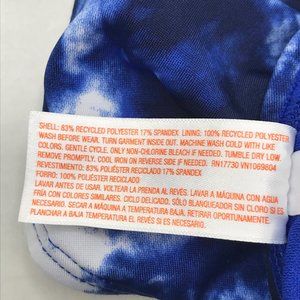 SHELL: 83% RECYCLED POLYESTER 17% SPANDEX. LINING: 100% RECYCLED POLYESTER
WASH BEFORE WEAR. TURN GARMENT INSIDE OUT. MACHINE WASH COLD WITH LIKE
COLORS. GENTLE CYCLE. ONLY NON-CHLORINE BLEACH IF NEEDED. TUMBLE DRY LOW.
REMOVE PROMPTLY. COOL IRON ON REVERSE SIDE IF NEEDED. RN17730 VN1069604
REVESTIMIENTO: 83% POLIÉSTER RECICLADO 17% SPANDEX
FORRO: 100% POLIÉSTER RECICLADO
LAVAR ANTES DE USAR. VOLTEAR LA PRENDA AL REVÉS. LAVAR A MÁQUINA CON AGUA
FRÍA CON COLORES SIMILARES. CICLO DELICADO. SÓLO BLANQUEADOR SIN CLORO SI ES
NECESARIO. SECAR A MÁQUINA A TEMPERATURA BAJA. RETIRAR OPORTUNAMENTE
PLANCHAR A BAJA TEMPERATURA EL REVERSO SI ES NECESARIO.